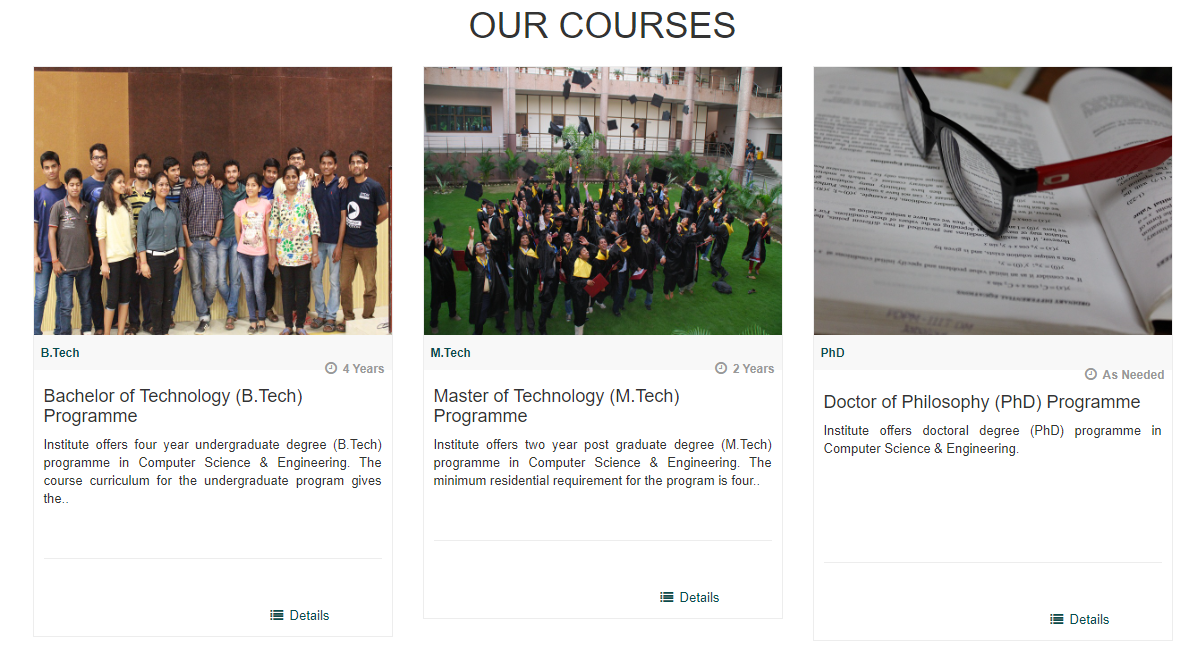 OUR COURSES
B.Tech
4 Years
Bachelor of Technology (B.Tech)
Programme
Institute offers four year undergraduate degree (B.Tech)
programme in Computer Science & Engineering. The
course curriculum for the undergraduate program gives
the..
Details
M.Tech
2 Years
Master of Technology (M.Tech)
Programme
Institute offers two year post graduate degree (M.Tech)
programme in Computer Science & Engineering. The
minimum residential requirement for the program is four..
Details
PhD
As Needed
Doctor of Philosophy (PhD) Programme
Institute offers doctoral degree (PhD) programme in
Computer Science & Engineering.
Details